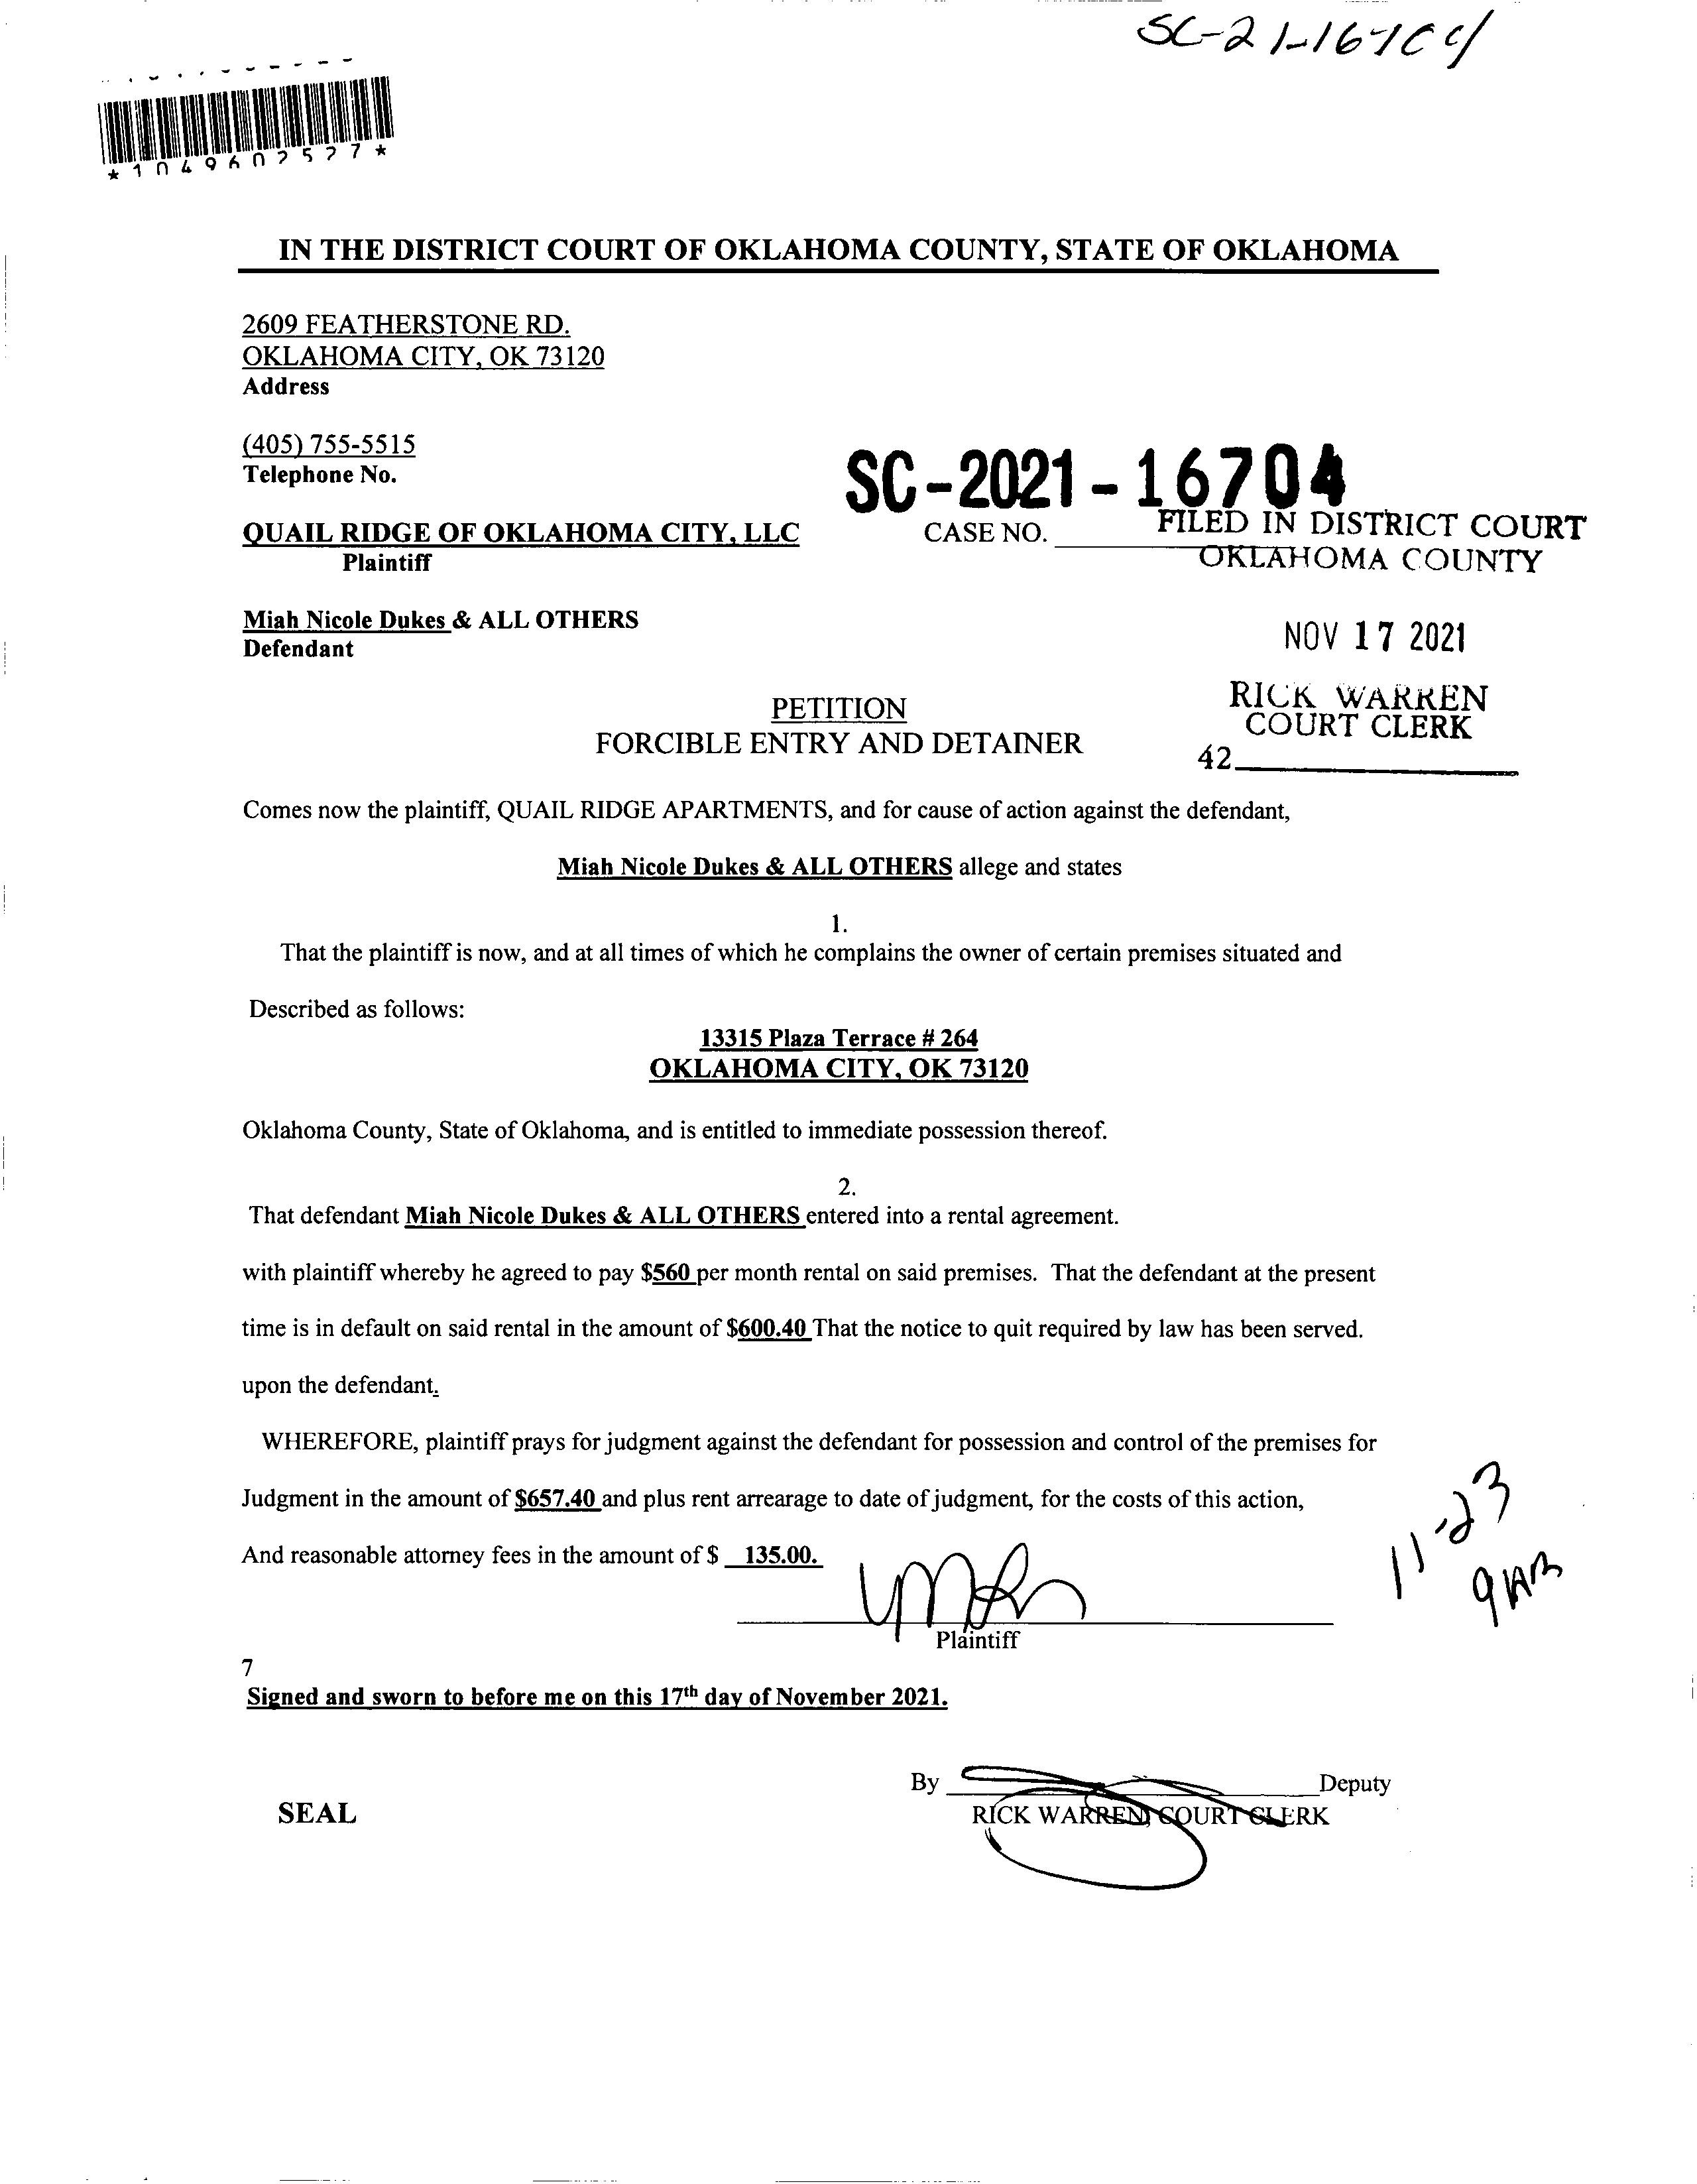 SC-21-16704
*1049602527*
IN THE DISTRICT COURT OF OKLAHOMA COUNTY, STATE OF OKLAHOMA
2609 FEATHERSTONE RD.
OKLAHOMA CITY, OK 73120
Address
(405) 755-5515
Telephone No.
SC-2021-16704
QUAIL RIDGE OF OKLAHOMA CITY, LLC
Plaintiff
CASE NO.
FILED IN DISTRICT COURT
OKLAHOMA COUNTY
Miah Nicole Dukes & ALL OTHERS
Defendant
NOV 17 2021
RICK WARREN
COURT CLERK
42
PETITION
FORCIBLE ENTRY AND DETAINER
Comes now the plaintiff, QUAIL RIDGE APARTMENTS, and for cause of action against the defendant,
Miah Nicole Dukes & ALL OTHERS allege and states
1.
That the plaintiff is now, and at all times of which he complains the owner of certain premises situated and
Described as follows:
13315 Plaza Terrace # 264
OKLAHOMA CITY, OK 73120
Oklahoma County, State of Oklahoma, and is entitled to immediate possession thereof.
2.
That defendant Miah Nicole Dukes & ALL OTHERS entered into a rental agreement.
with plaintiff whereby he agreed to pay $560 per month rental on said premises. That the defendant at the present
time is in default on said rental in the amount of $600.40 That the notice to quit required by law has been served.
upon the defendant.
WHEREFORE, plaintiff prays for judgment against the defendant for possession and control of the premises for
Judgment in the amount of $657.40 and plus rent arrearage to date of judgment, for the costs of this action,
And reasonable attorney fees in the amount of $ 135.00.
11-23
9AM
Plaintiff
7
Signed and sworn to before me on this 17th day of November 2021.
By Deputy
SEAL
RICK WARREN, COURT CLERK